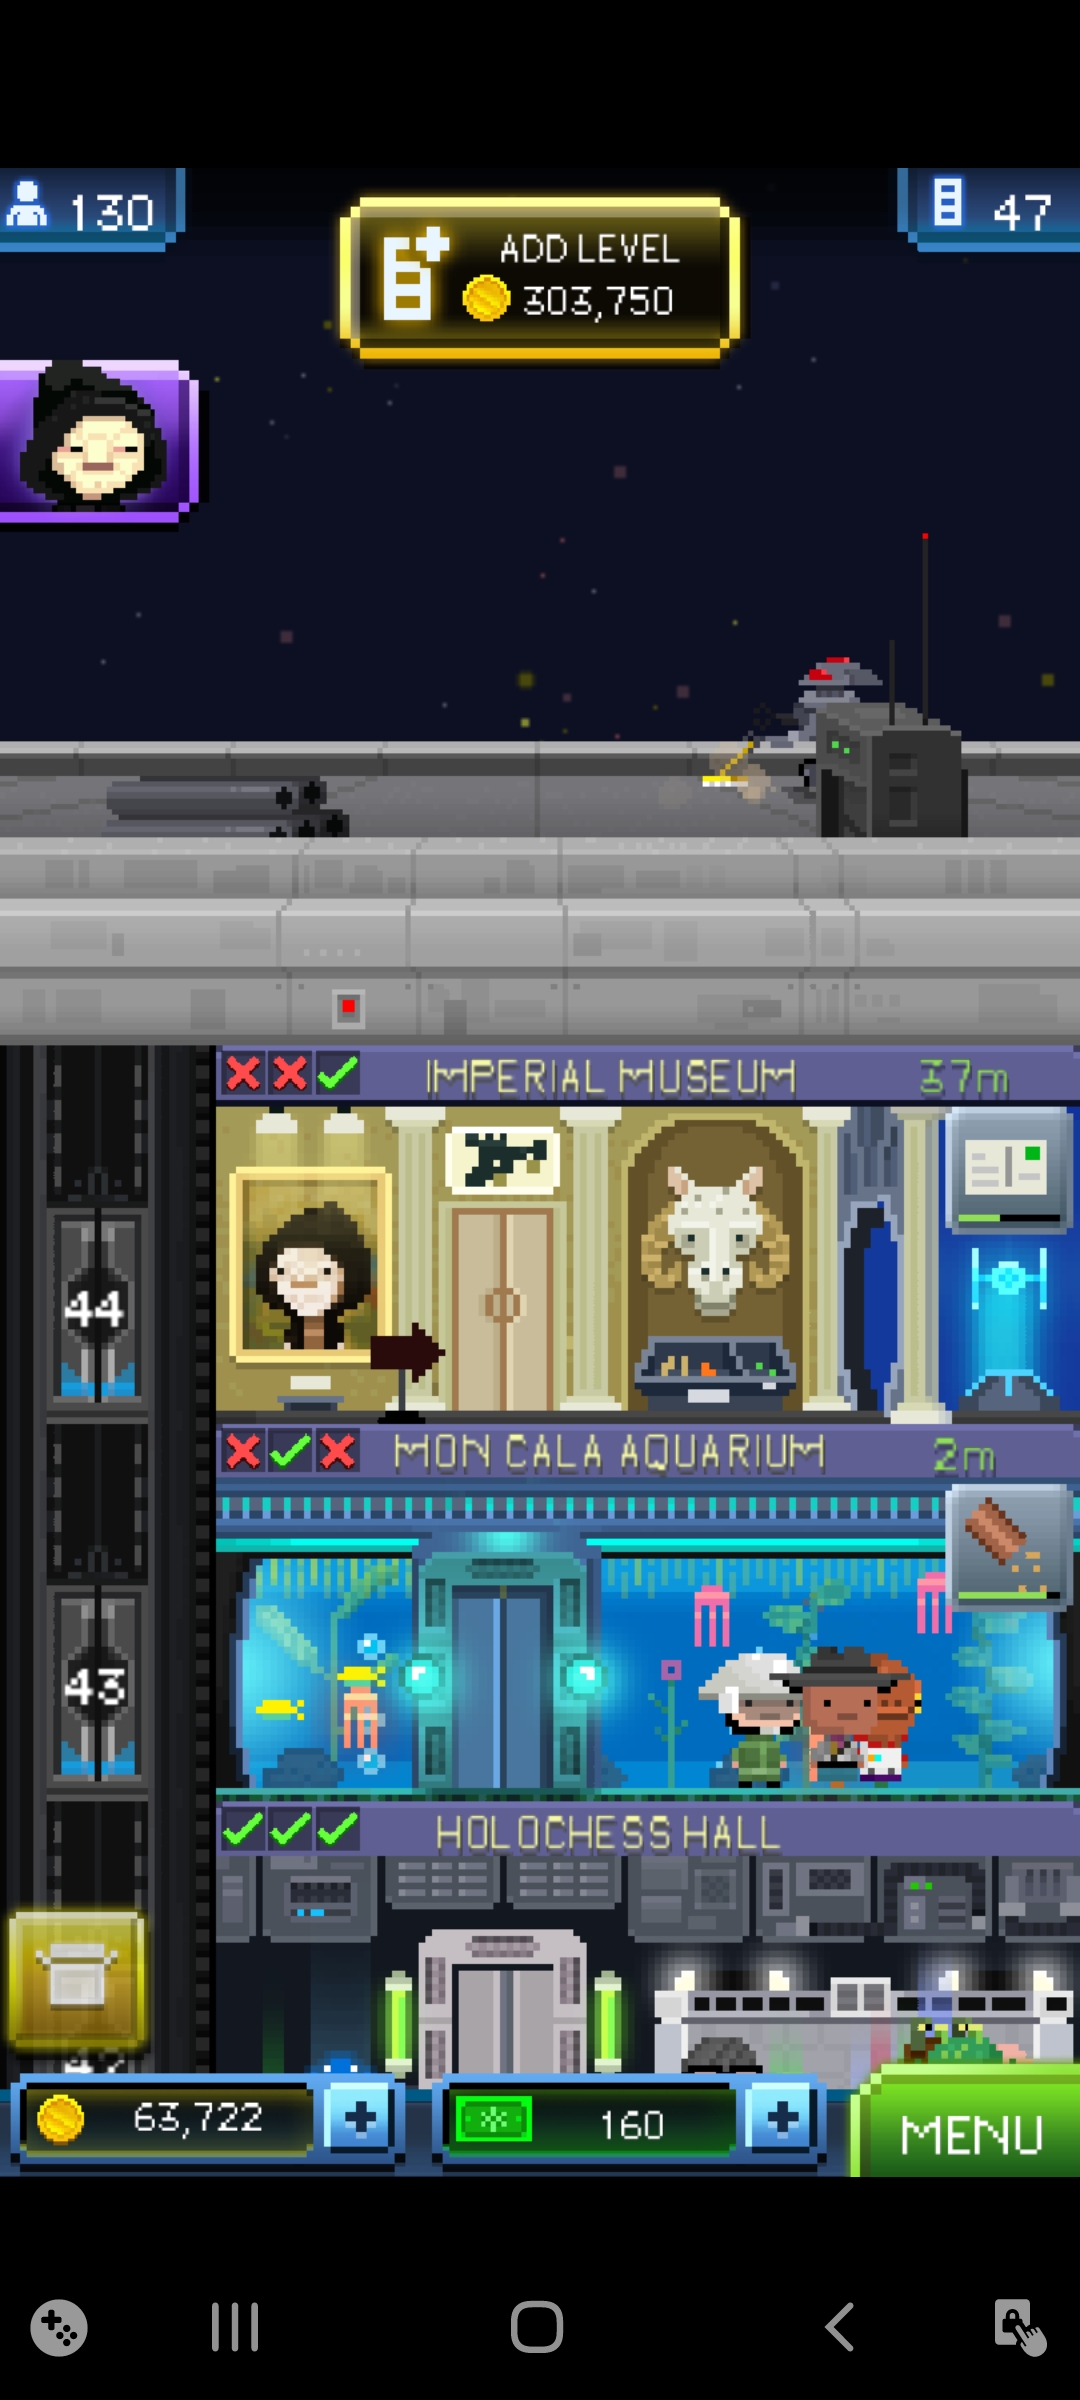 130
ADD LEVEL
303,750
47
IMPERIAL MUSEUM 37m
44
MON CALA AQUARIUM 2m
43
HOLOCHESS HALL
63,722
160
MENU